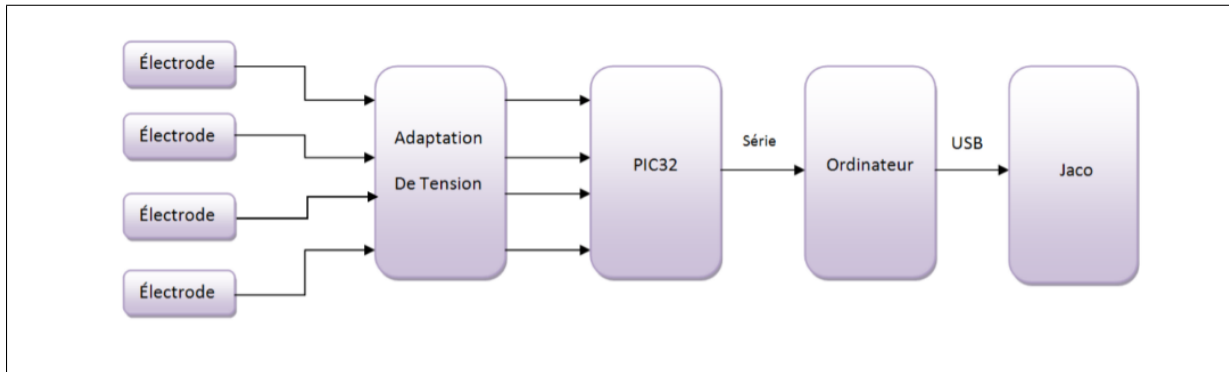 Électrode
Électrode
Électrode
Électrode
Adaptation
De Tension
PIC32
Série
Ordinateur
USB
Jaco